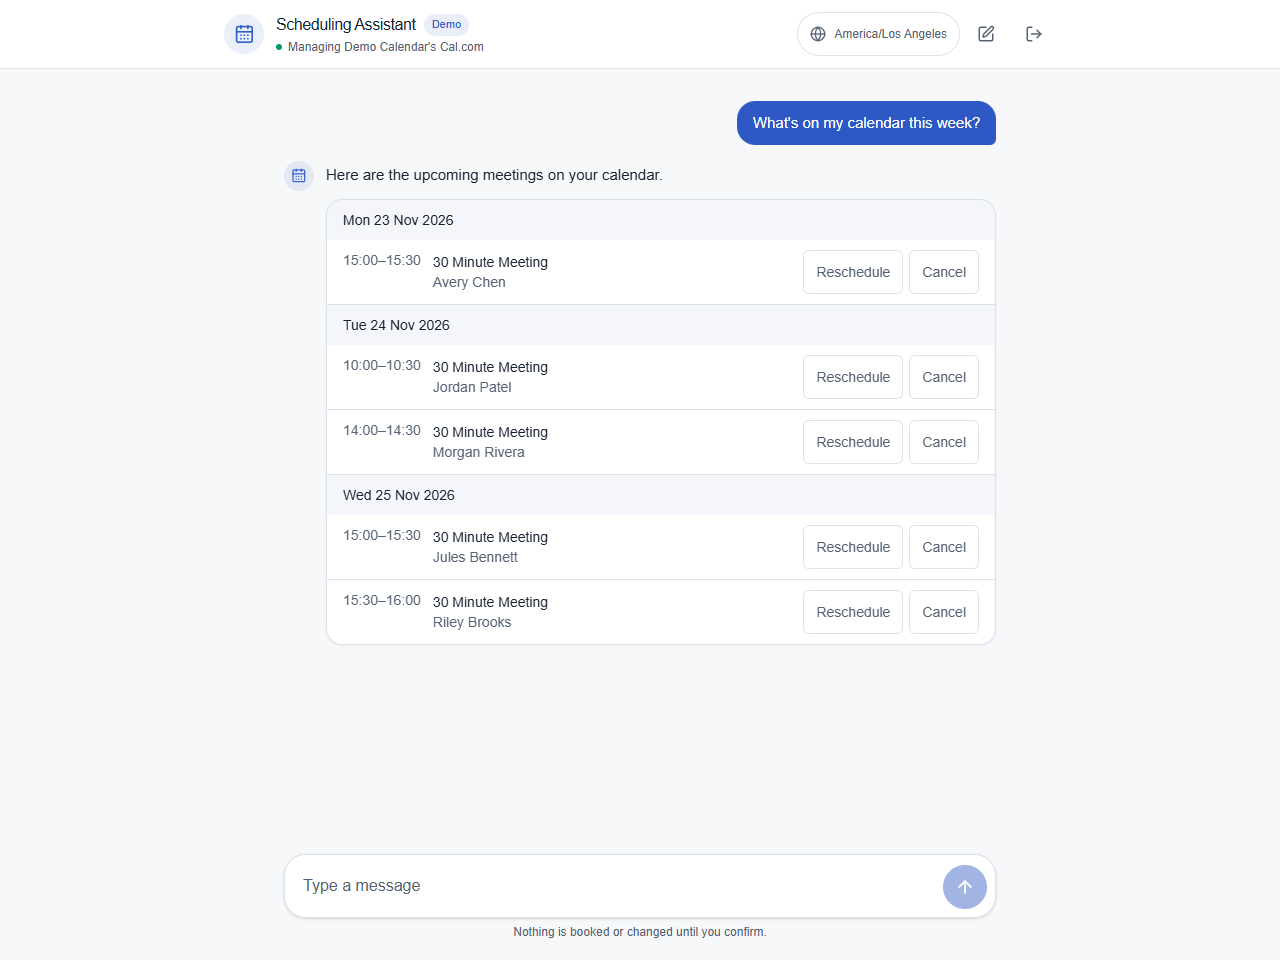 Scheduling Assistant Demo
Managing Demo Calendar's Cal.com
America/Los Angeles
What's on my calendar this week?
Here are the upcoming meetings on your calendar.
Mon 23 Nov 2026
15:00–15:30 30 Minute Meeting
Avery Chen
Reschedule Cancel
Tue 24 Nov 2026
10:00–10:30 30 Minute Meeting
Jordan Patel
Reschedule Cancel
14:00–14:30 30 Minute Meeting
Morgan Rivera
Reschedule Cancel
Wed 25 Nov 2026
15:00–15:30 30 Minute Meeting
Jules Bennett
Reschedule Cancel
15:30–16:00 30 Minute Meeting
Riley Brooks
Reschedule Cancel
Type a message
Nothing is booked or changed until you confirm.